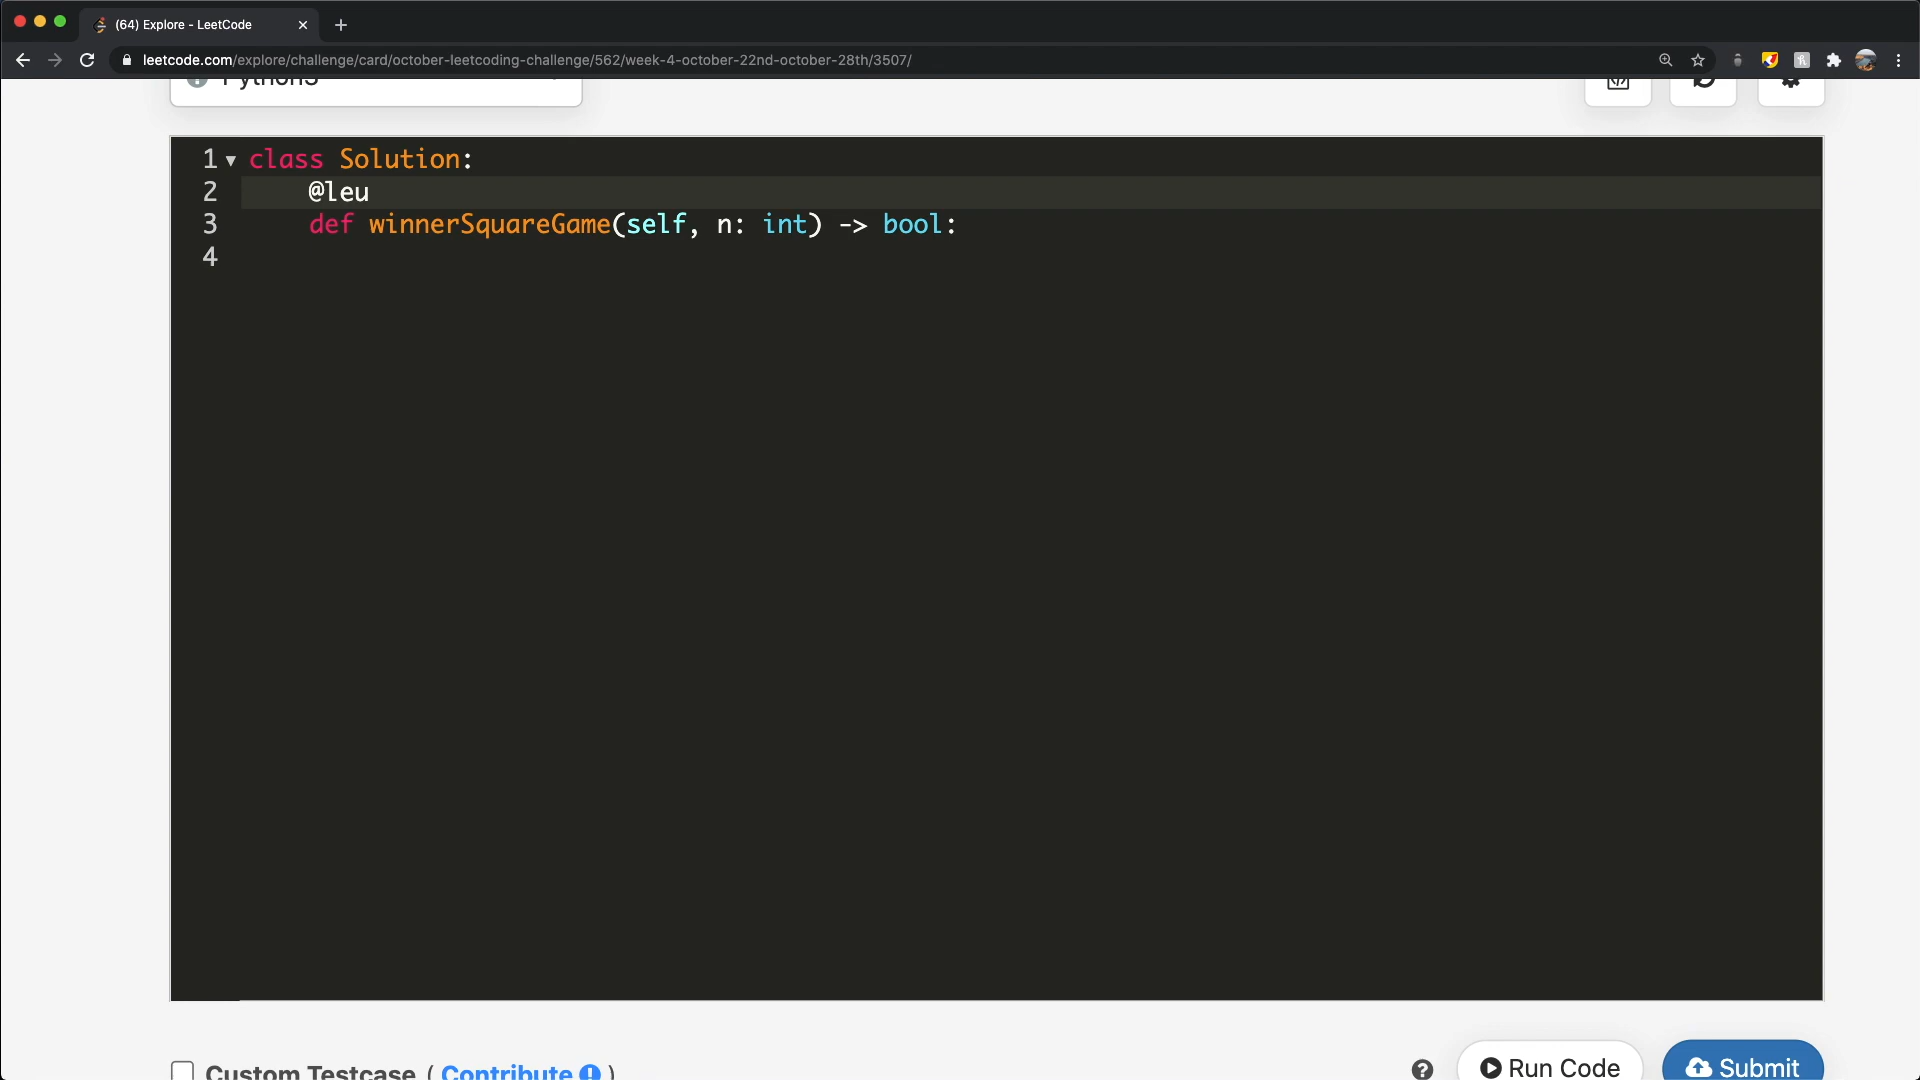 (64) Explore - LeetCode
leetcode.com/explore/challenge/card/october-leetcoding-challenge/562/week-4-october-22nd-october-28th/3507/
Python3
1 class Solution:
2 @leu
3 def winnerSquareGame(self, n: int) -> bool:
4
Custom Testcase ( Contribute )
Run Code
Submit